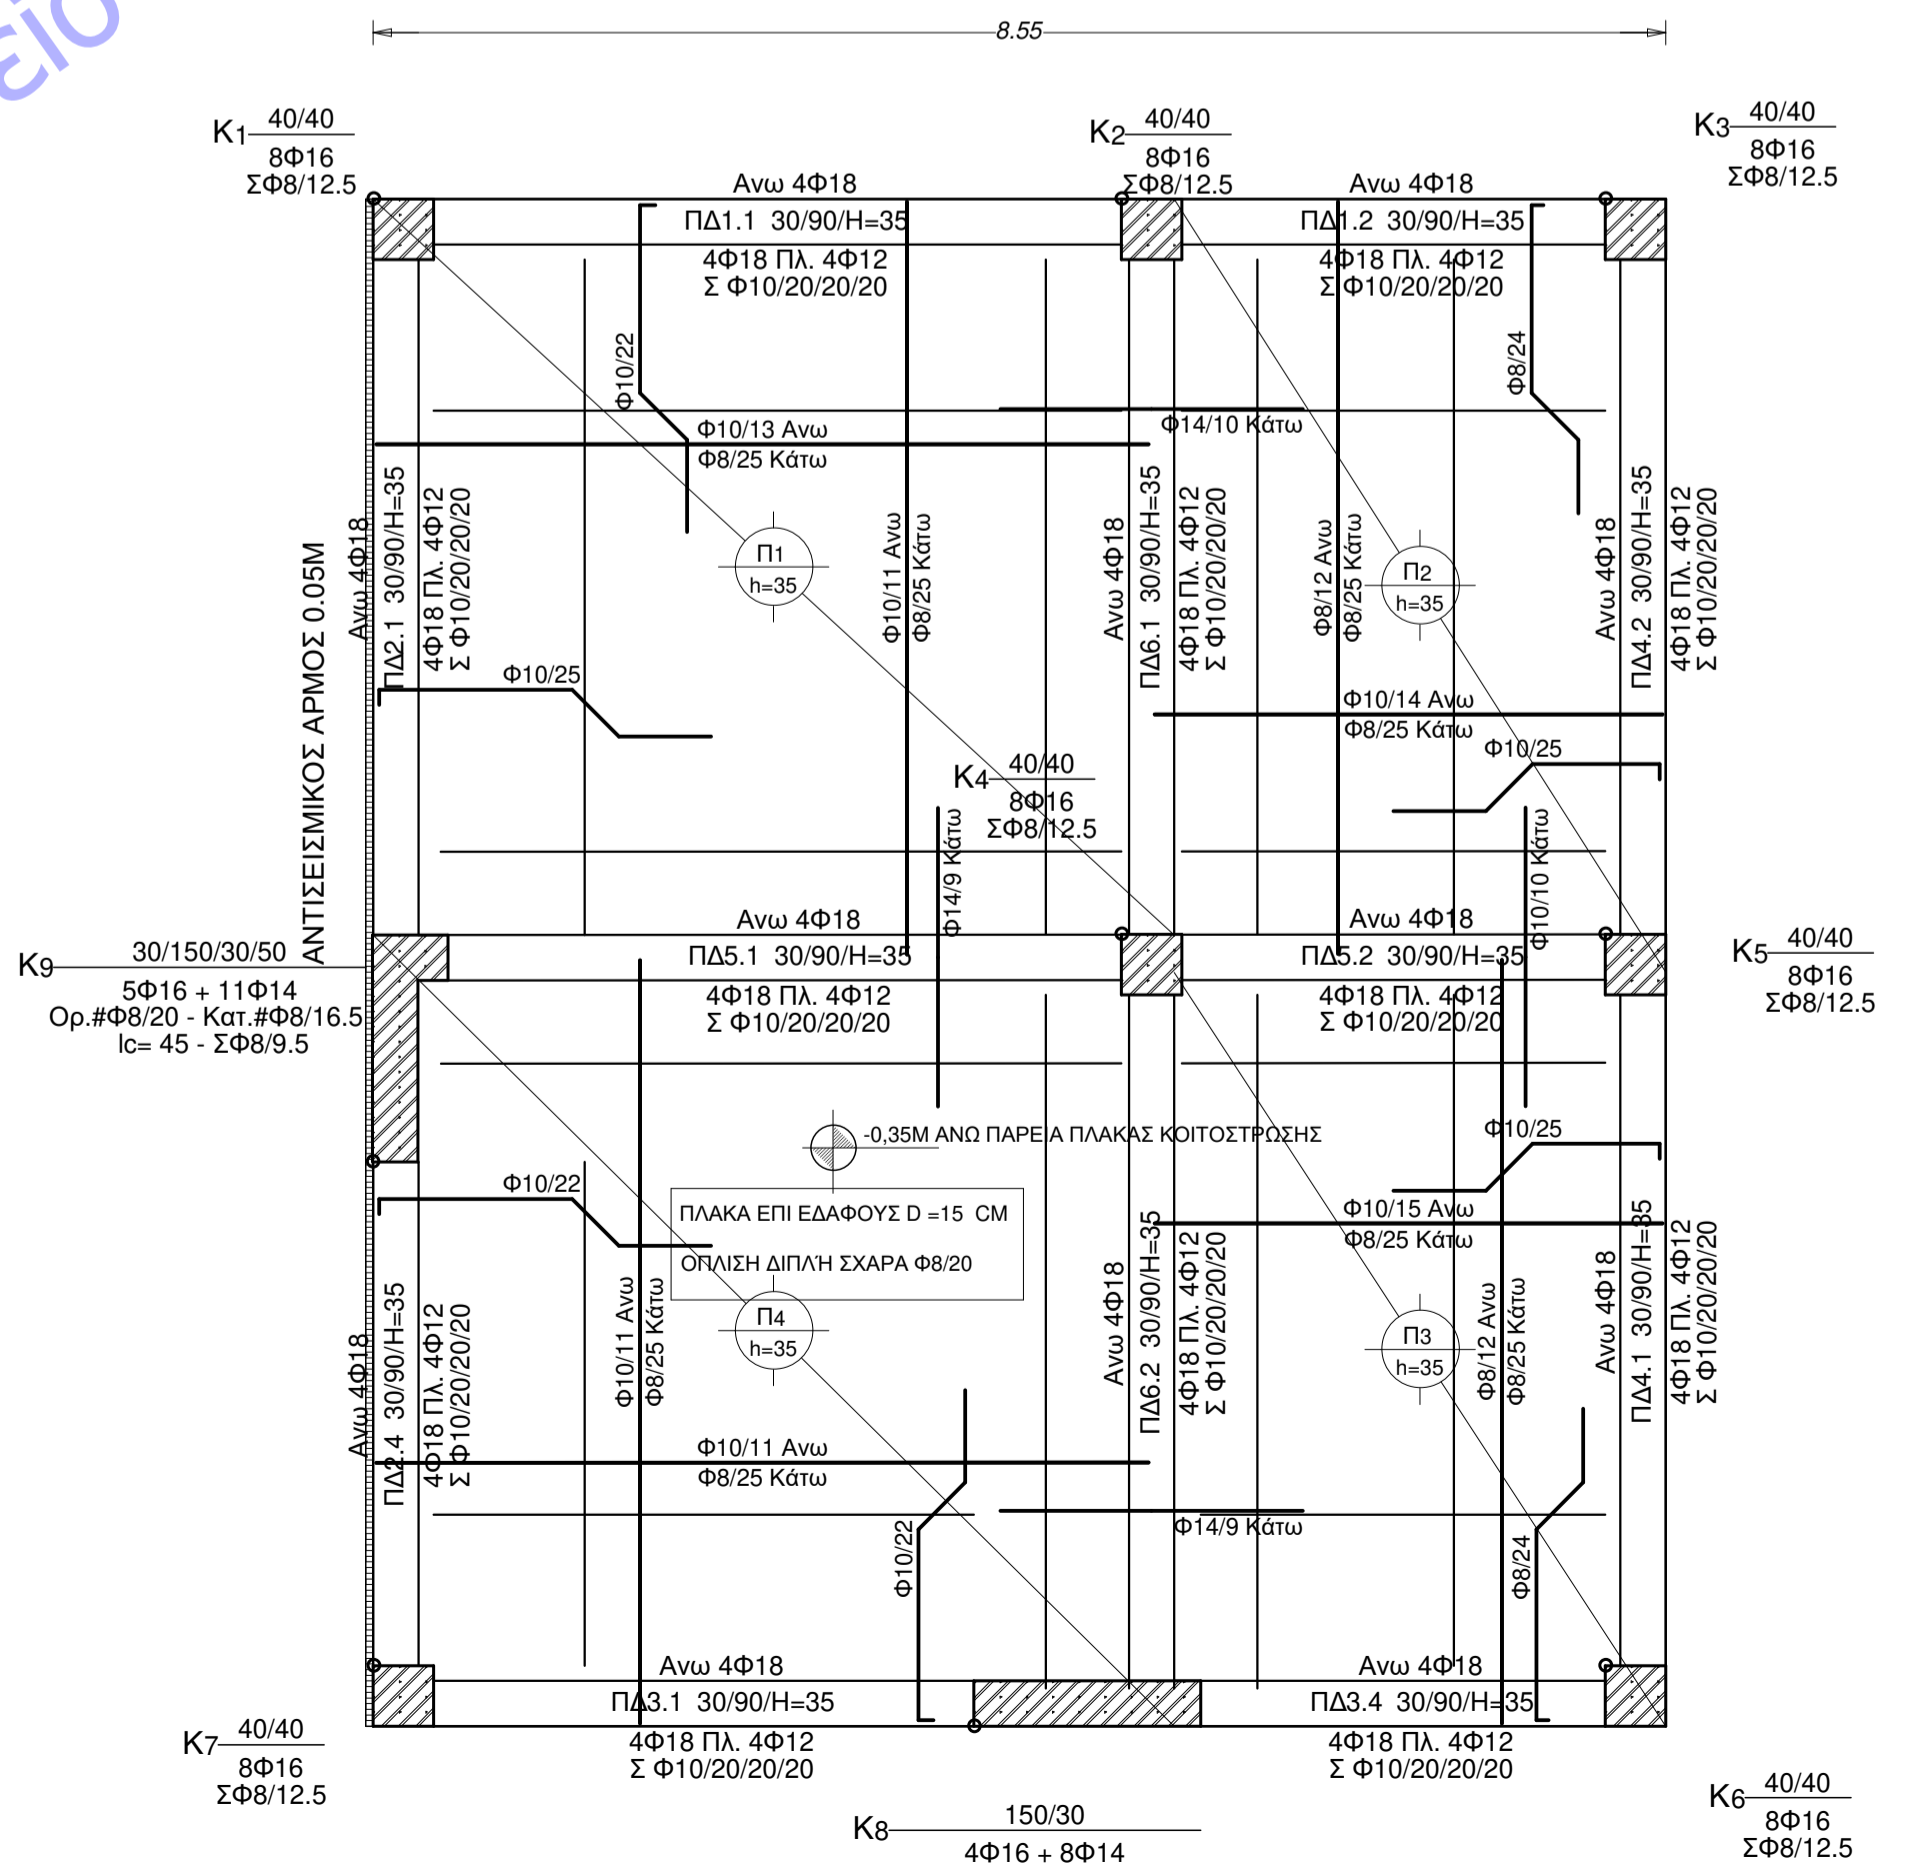 είο
8.55
Κ1 40/40
8Φ16
ΣΦ8/12.5
Κ2 40/40
8Φ16
ΣΦ8/12.5
Κ3 40/40
8Φ16
ΣΦ8/12.5
Ανω 4Φ18
ΠΔ1.1 30/90/Η=35
4Φ18 Πλ. 4Φ12
Σ Φ10/20/20/20
Ανω 4Φ18
ΠΔ1.2 30/90/Η=35
4Φ18 Πλ. 4Φ12
Σ Φ10/20/20/20
Φ10/22
Φ8/24
Φ10/13 Ανω
Φ8/25 Κάτω
Φ14/10 Κάτω
ΑΝΤΙΣΕΙΣΜΙΚΟΣ ΑΡΜΟΣ 0.05Μ
Ανω 4Φ18
ΠΔ2.1 30/90/Η=35
4Φ18 Πλ. 4Φ12
Σ Φ10/20/20/20
Π1
h=35
Φ10/11 Ανω
Φ8/25 Κάτω
Ανω 4Φ18
ΠΔ6.1 30/90/Η=35
4Φ18 Πλ. 4Φ12
Σ Φ10/20/20/20
Φ8/12 Ανω
Φ8/25 Κάτω
Π2
h=35
Ανω 4Φ18
ΠΔ4.2 30/90/Η=35
4Φ18 Πλ. 4Φ12
Σ Φ10/20/20/20
Φ10/25
Φ10/14 Ανω
Φ8/25 Κάτω
Φ10/25
Κ4 40/40
8Φ16
ΣΦ8/12.5
Φ14/9 Κάτω
Φ10/10 Κάτω
Κ9 30/150/30/50
5Φ16 + 11Φ14
Ορ.#Φ8/20 - Κατ.#Φ8/16.5
lc= 45 - ΣΦ8/9.5
Ανω 4Φ18
ΠΔ5.1 30/90/Η=35
4Φ18 Πλ. 4Φ12
Σ Φ10/20/20/20
Ανω 4Φ18
ΠΔ5.2 30/90/Η=35
4Φ18 Πλ. 4Φ12
Σ Φ10/20/20/20
Κ5 40/40
8Φ16
ΣΦ8/12.5
-0,35Μ ΑΝΩ ΠΑΡΕΙΑ ΠΛΑΚΑΣ ΚΟΙΤΟΣΤΡΩΣΗΣ
Φ10/25
Φ10/22
ΠΛΑΚΑ ΕΠΙ ΕΔΑΦΟΥΣ D =15 CM
ΟΠΛΙΣΗ ΔΙΠΛΉ ΣΧΑΡΑ Φ8/20
Φ10/15 Ανω
Φ8/25 Κάτω
Ανω 4Φ18
ΠΔ2.4 30/90/Η=35
4Φ18 Πλ. 4Φ12
Σ Φ10/20/20/20
Φ10/11 Ανω
Φ8/25 Κάτω
Π4
h=35
Ανω 4Φ18
ΠΔ6.2 30/90/Η=35
4Φ18 Πλ. 4Φ12
Σ Φ10/20/20/20
Π3
h=35
Φ8/12 Ανω
Φ8/25 Κάτω
Ανω 4Φ18
ΠΔ4.1 30/90/Η=35
4Φ18 Πλ. 4Φ12
Σ Φ10/20/20/20
Φ10/11 Ανω
Φ8/25 Κάτω
Φ14/9 Κάτω
Φ10/22
Φ8/24
Ανω 4Φ18
ΠΔ3.1 30/90/Η=35
4Φ18 Πλ. 4Φ12
Σ Φ10/20/20/20
Ανω 4Φ18
ΠΔ3.4 30/90/Η=35
4Φ18 Πλ. 4Φ12
Σ Φ10/20/20/20
Κ7 40/40
8Φ16
ΣΦ8/12.5
Κ8 150/30
4Φ16 + 8Φ14
Κ6 40/40
8Φ16
ΣΦ8/12.5